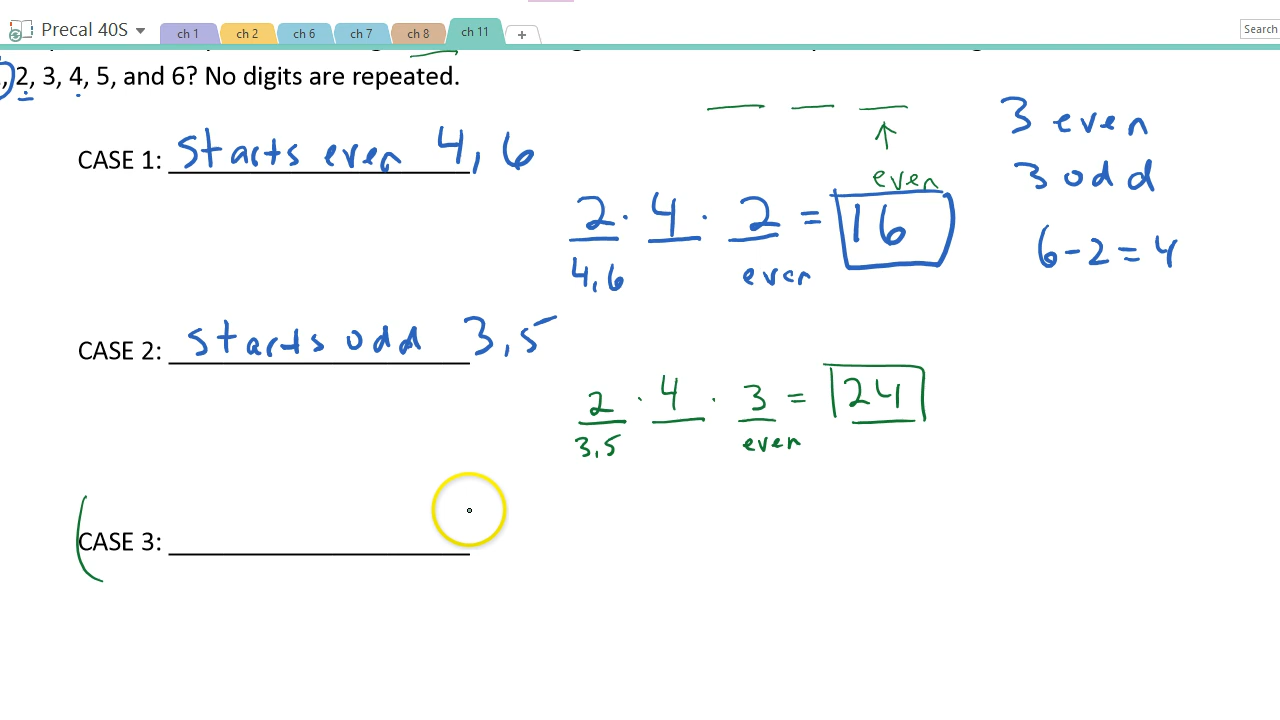 Precal 40S ch 1 ch 2 ch 6 ch 7 ch 8 ch 11 + Search
, 2, 3, 4, 5, and 6? No digits are repeated.
CASE 1: Starts even 4, 6
even
3 even
3 odd
2 · 4 · 2 = 16
4,6 even
6 - 2 = 4
CASE 2: Starts odd 3, 5
2 · 4 · 3 = 24
3,5 even
CASE 3: